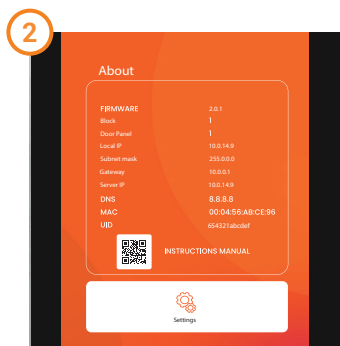 2
About
FIRMWARE 2.0.1
Block 1
Door Panel 1
Local IP 10.0.14.9
Subnet mask 255.0.0.0
Gateway 10.0.0.1
Server IP 10.0.14.9
DNS 8.8.8.8
MAC 00:04:56:AB:CE:96
UID 654321abcdef
INSTRUCTIONS MANUAL
Settings